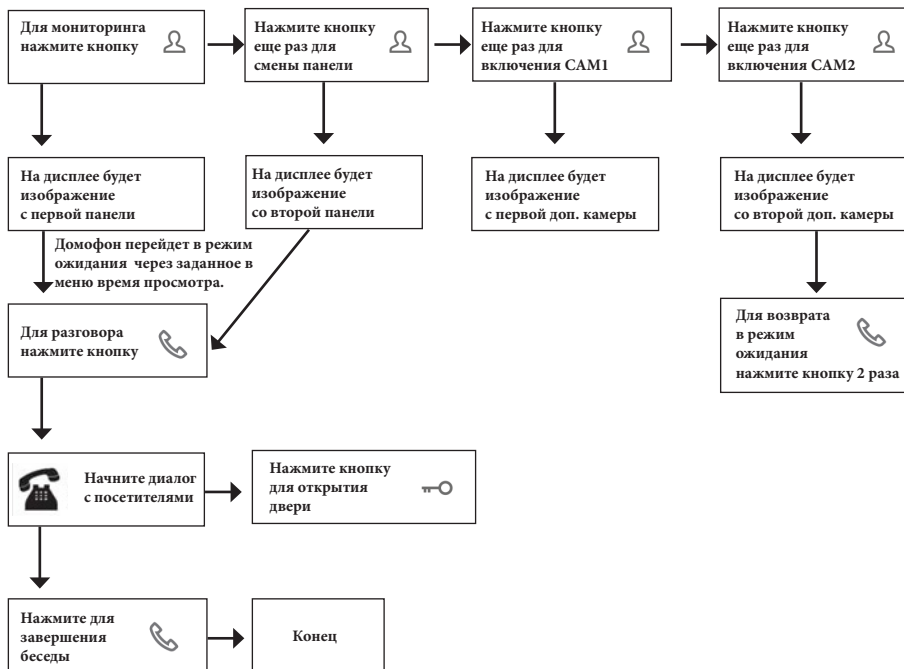 Для мониторинга
нажмите кнопку
Нажмите кнопку
еще раз для
смены панели
Нажмите кнопку
еще раз для
включения CAM1
Нажмите кнопку
еще раз для
включения CAM2
На дисплее будет
изображение
с первой панели
На дисплее будет
изображение
со второй панели
На дисплее будет
изображение
с первой доп. камеры
На дисплее будет
изображение
со второй доп. камеры
Домофон перейдет в режим
ожидания через заданное в
меню время просмотра.
Для разговора
нажмите кнопку
Для возврата
в режим
ожидания
нажмите кнопку 2 раза
Начните диалог
с посетителями
Нажмите кнопку
для открытия
двери
Нажмите для
завершения
беседы
Конец